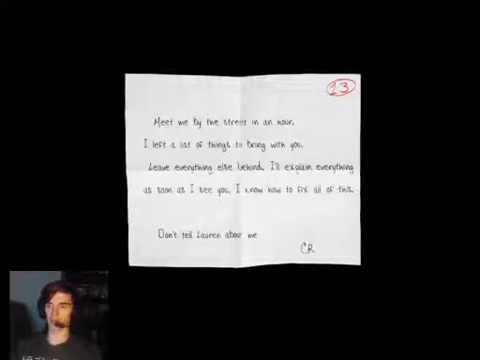 13
Meet me by the street in an hour.
I left a list of things to bring with you.
Leave everything else behind. I'll explain everything
as soon as I see you. I know how to fix all of this.
Don't tell Lauren about me
CR